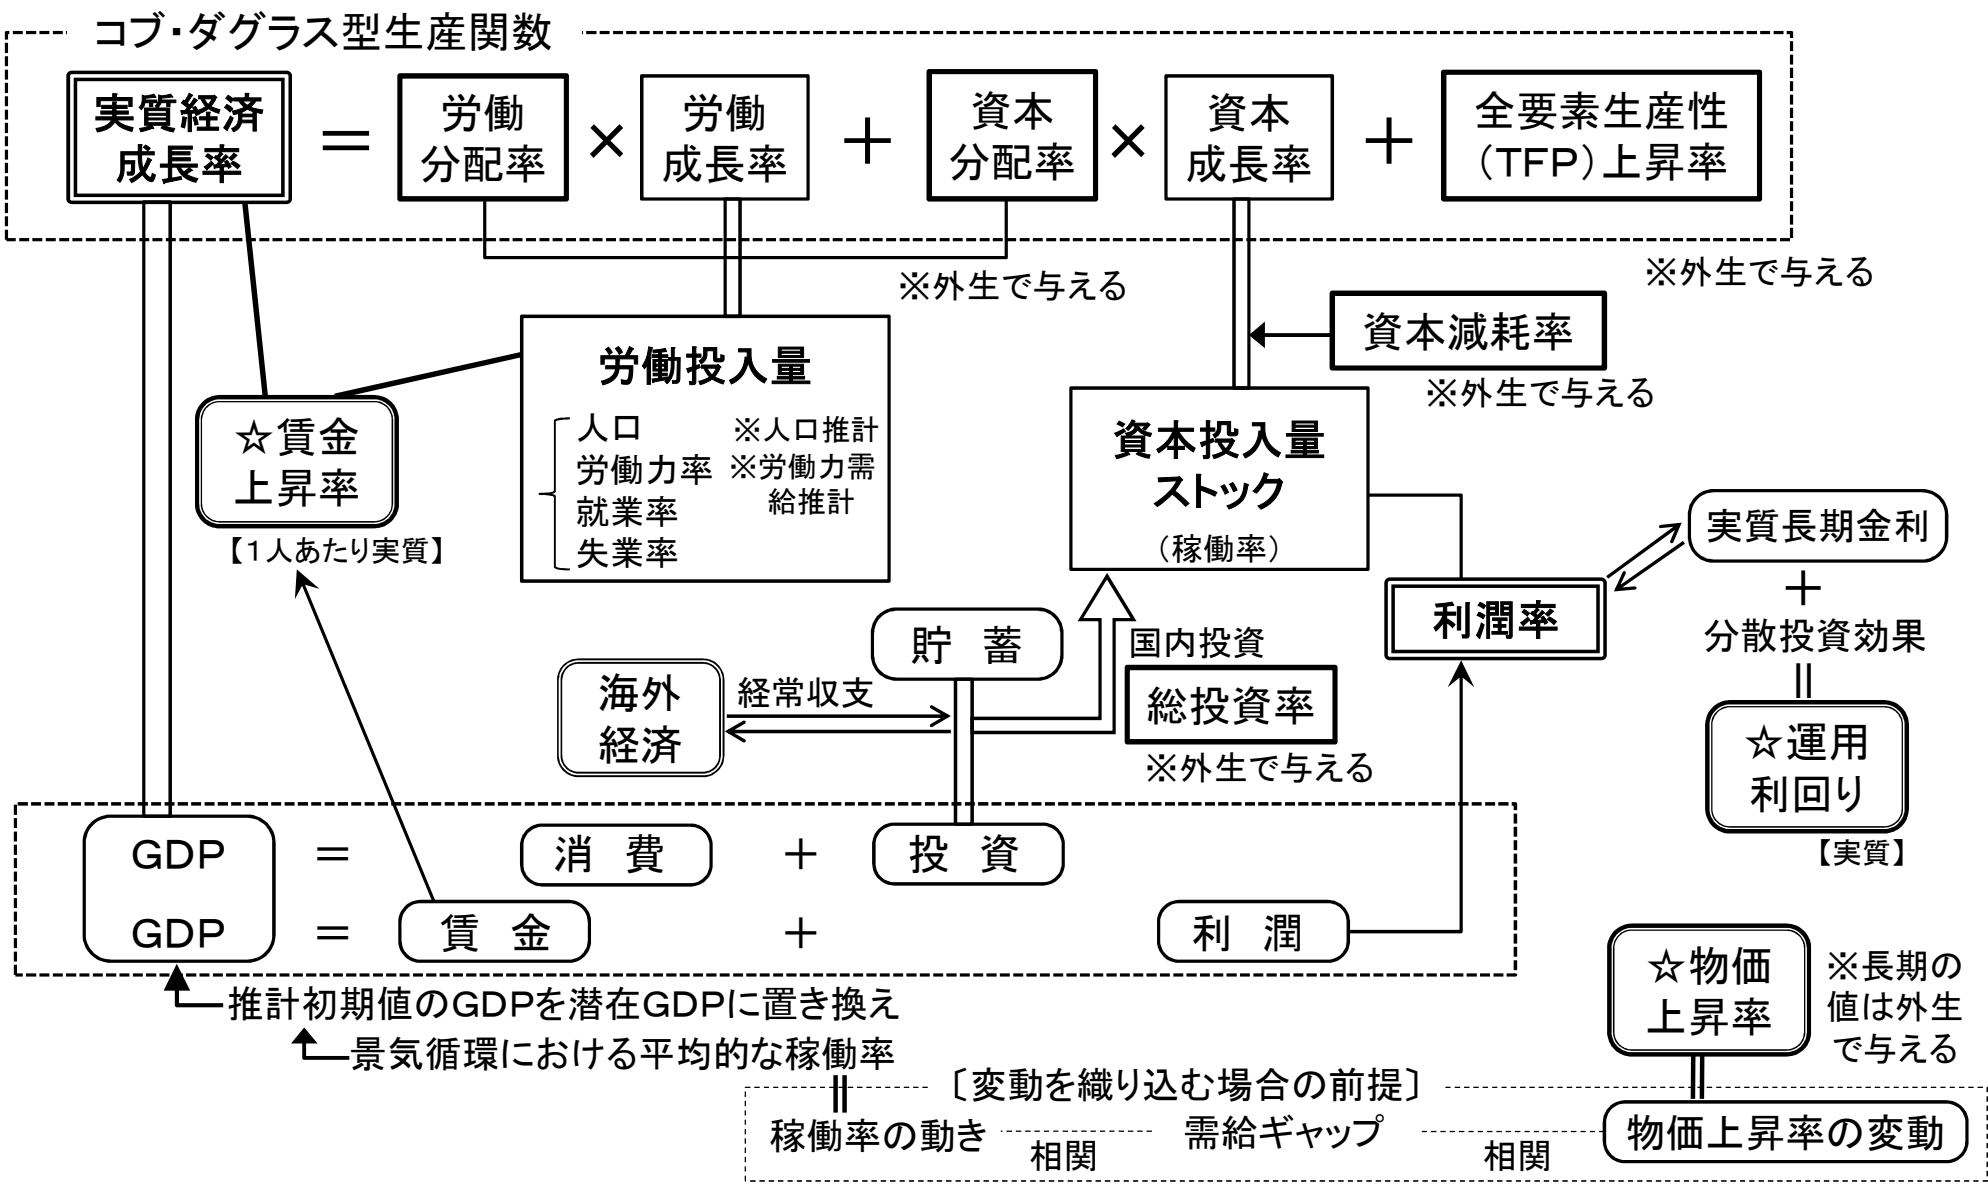 コブ・ダグラス型生産関数
実質経済
成長率
=
労働
分配率
×
労働
成長率
+
資本
分配率
×
資本
成長率
+
全要素生産性
(TFP)上昇率
※外生で与える
※外生で与える
労働投入量
人口 ※人口推計
労働力率 ※労働力需
給推計
就業率
失業率
資本減耗率
※外生で与える
☆賃金
上昇率
【1人あたり実質】
資本投入量
ストック
(稼働率)
実質長期金利
+
分散投資効果
=
☆運用
利回り
【実質】
利潤率
貯 蓄
国内投資
総投資率
※外生で与える
海外
経済
経常収支
GDP = 消 費 + 投 資
GDP = 賃 金 + 利 潤
推計初期値のGDPを潜在GDPに置き換え
景気循環における平均的な稼働率
☆物価
上昇率
※長期の
値は外生
で与える
〔変動を織り込む場合の前提〕
稼働率の動き 相関 需給ギャップ 相関 物価上昇率の変動